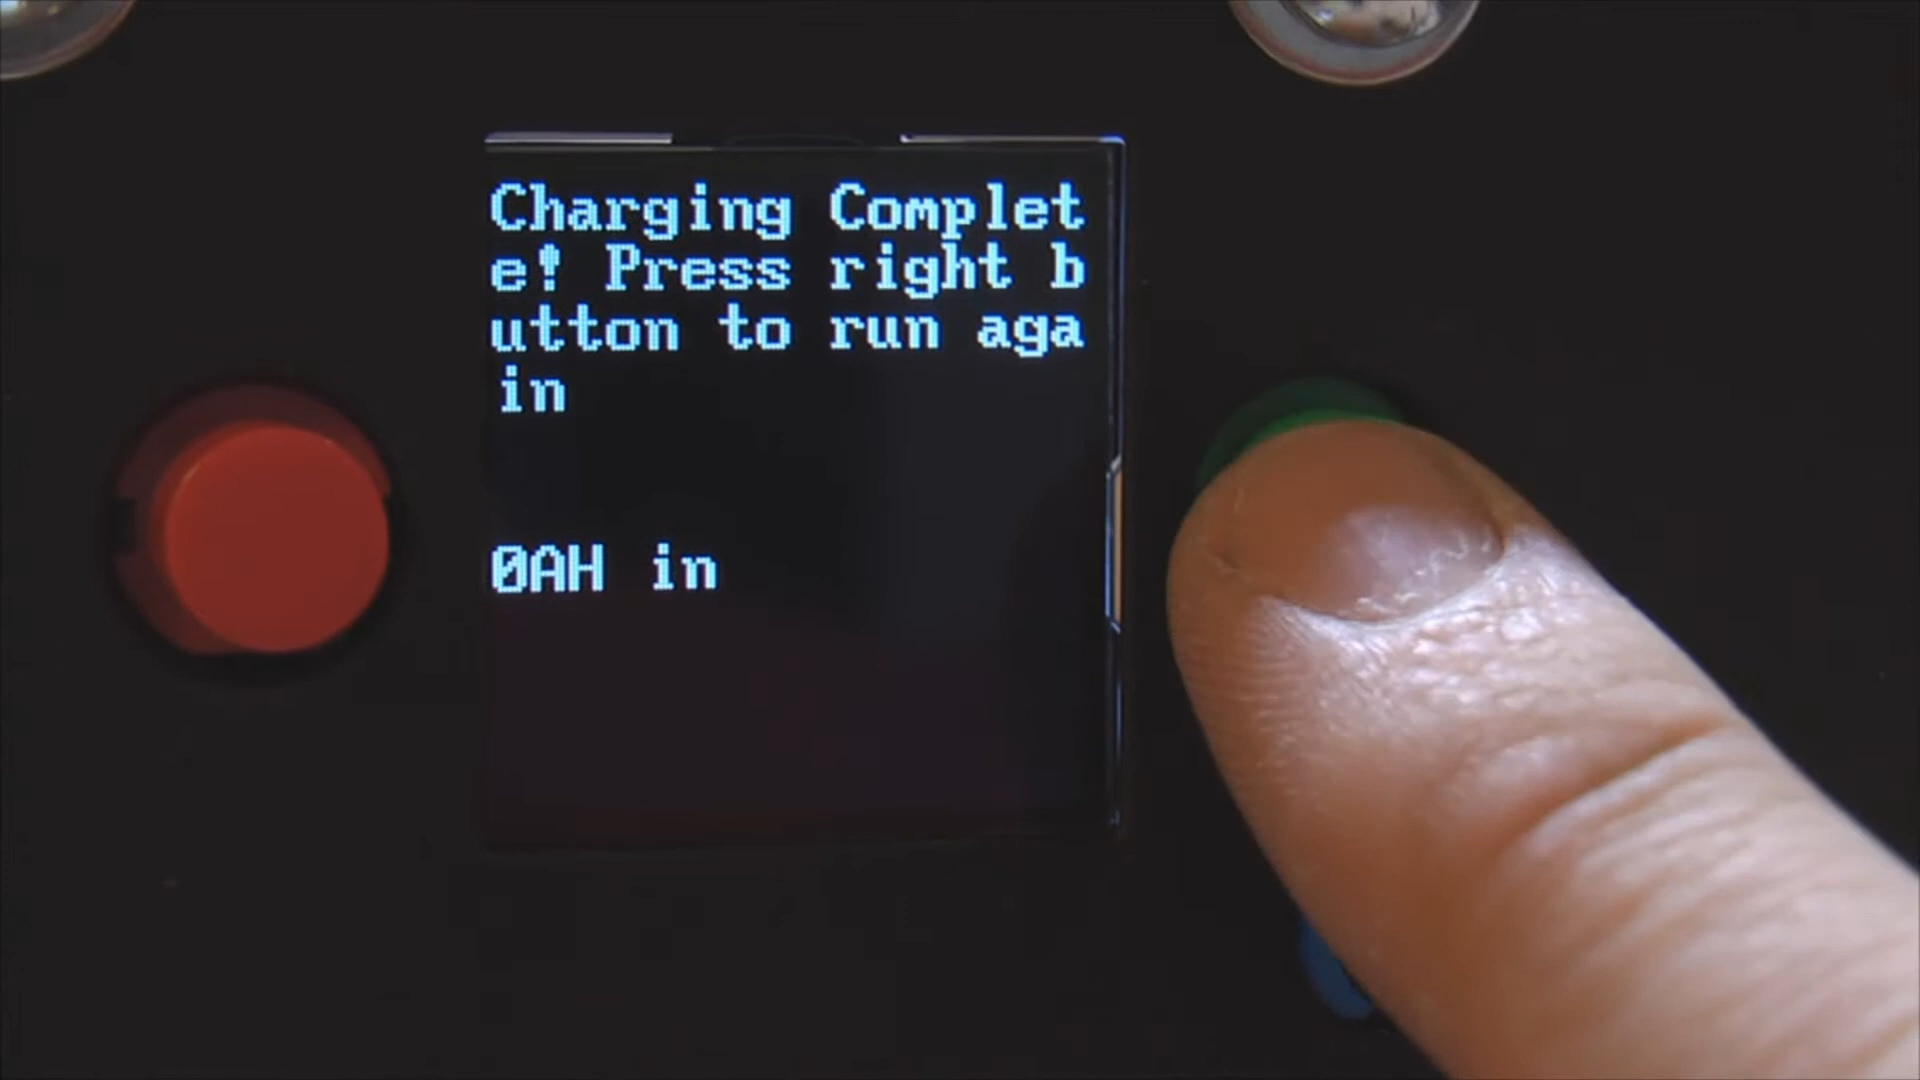 Charging Complet
e! Press right b
utton to run aga
in
0AH in